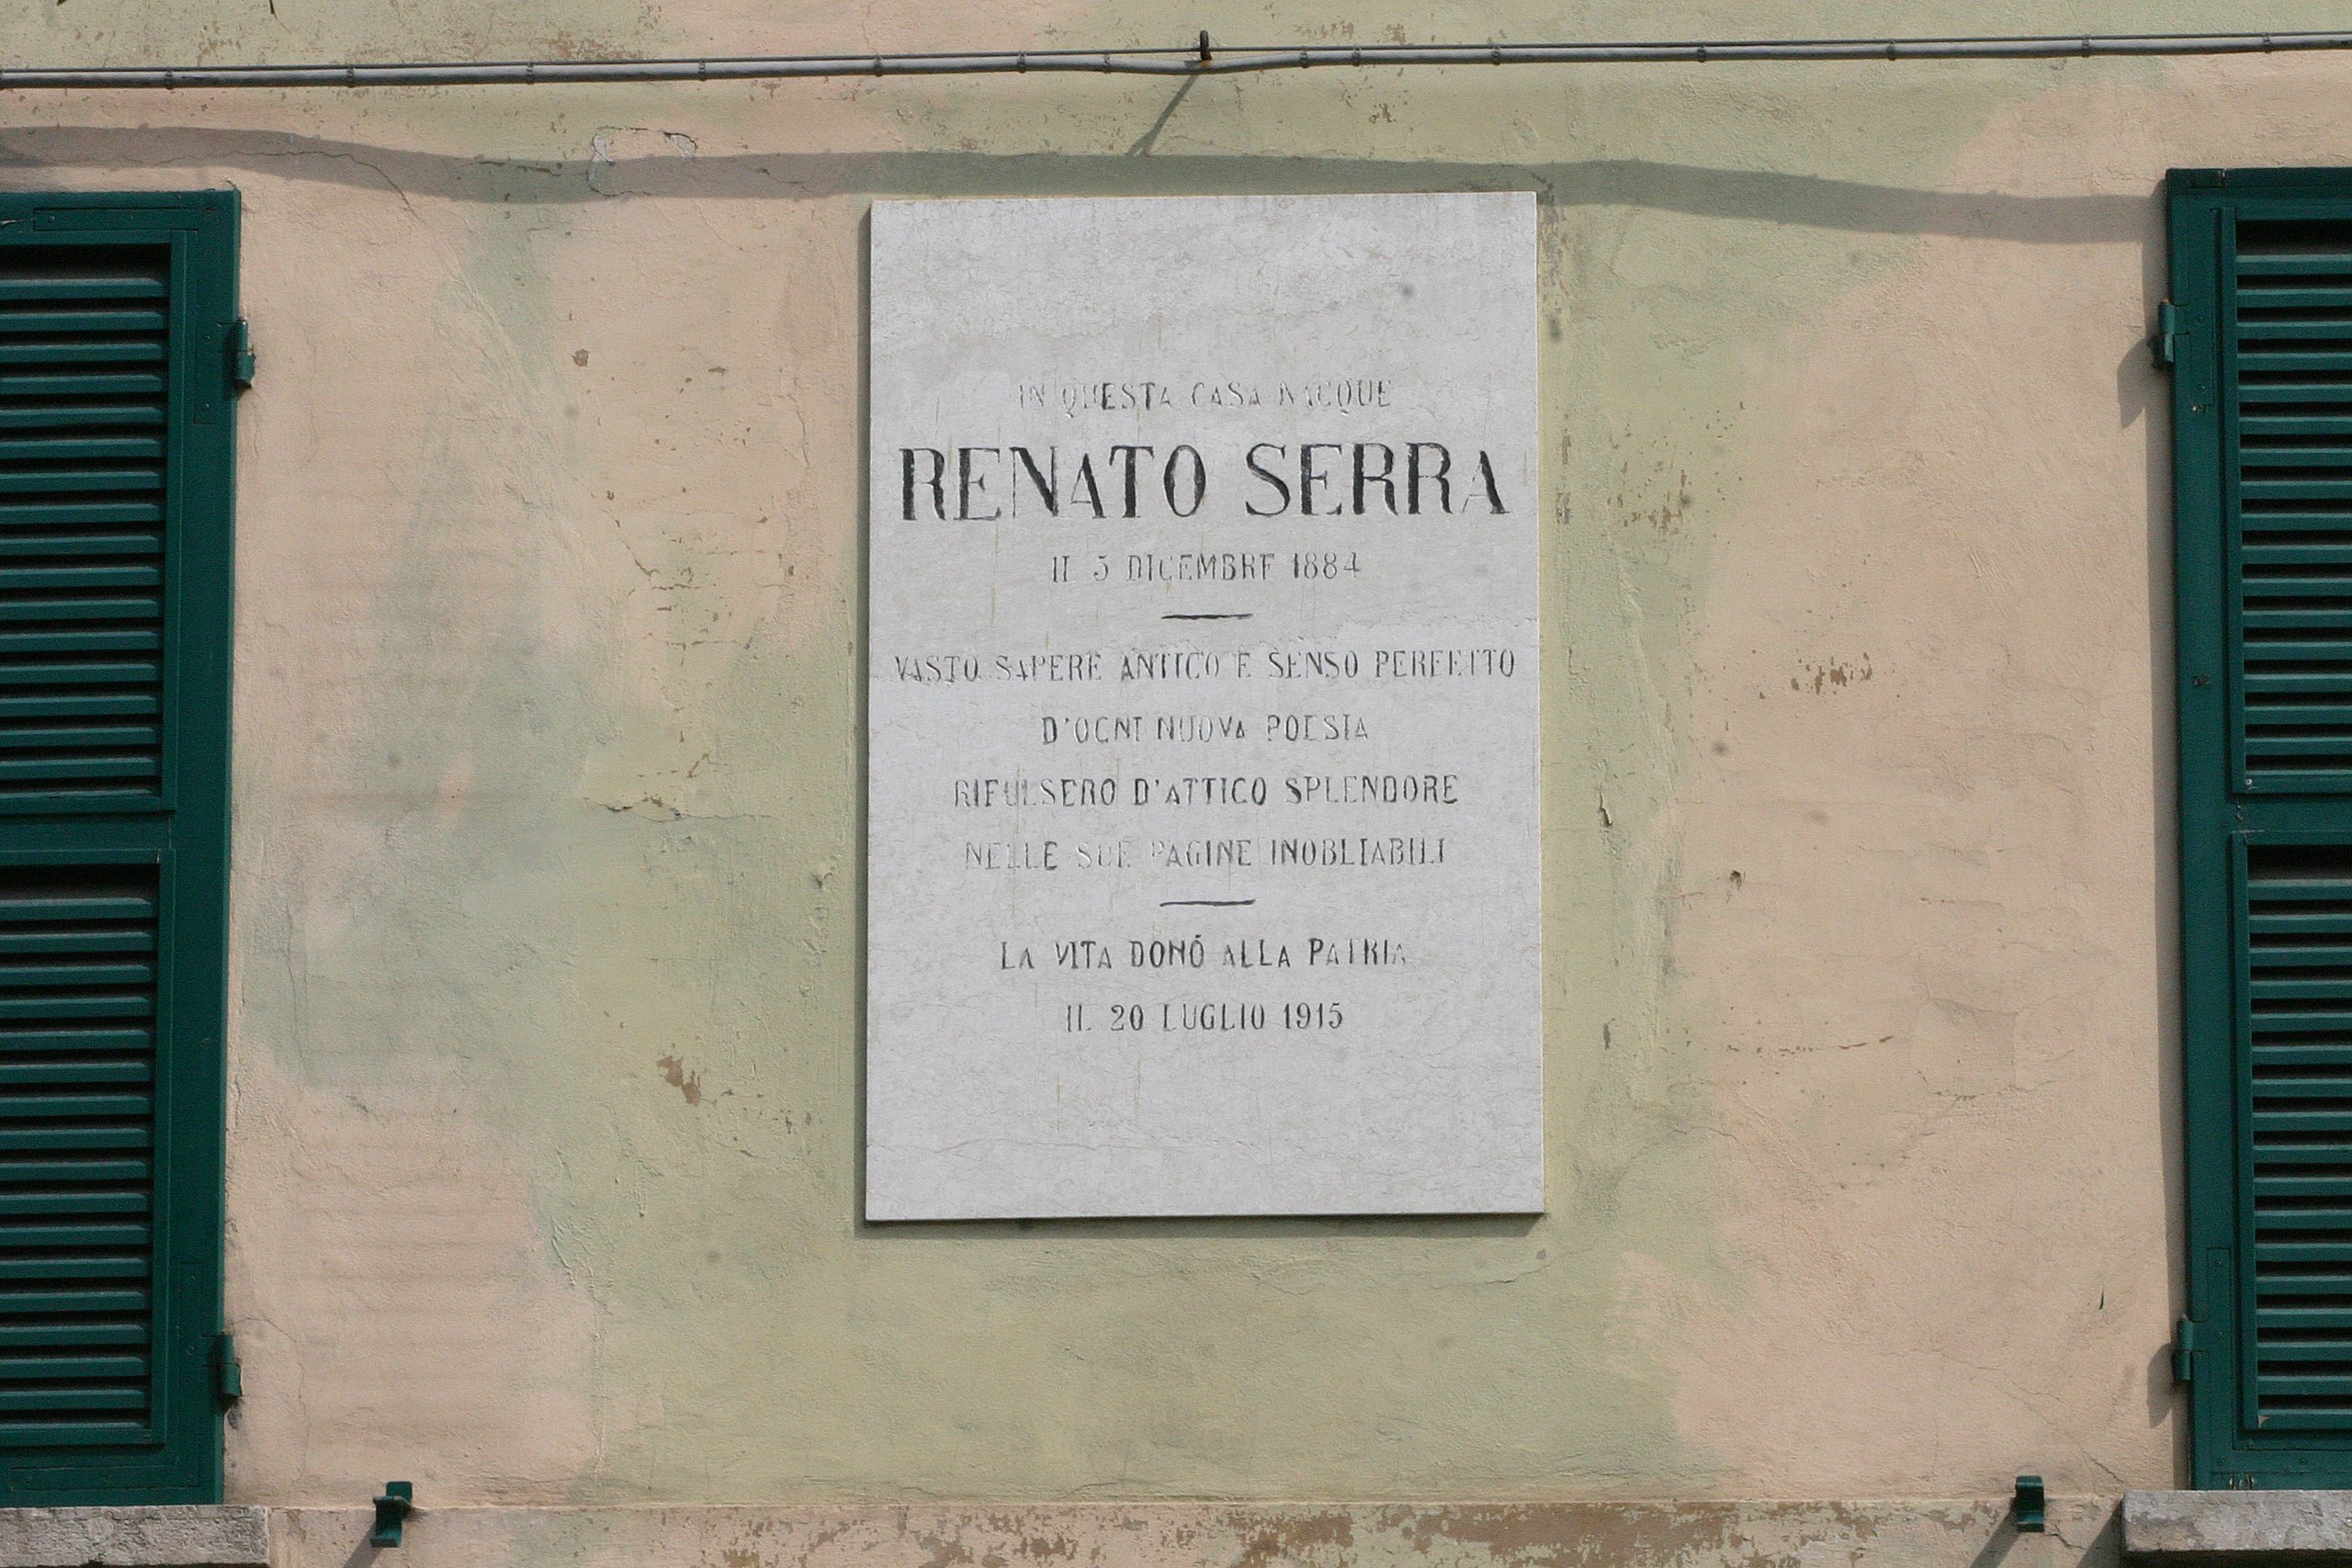 IN QUESTA CASA NACQUE
RENATO SERRA
IL 5 DICEMBRE 1884
VASTO SAPERE ANTICO E SENSO PERFETTO
D'OGNI NUOVA POESIA
RIFULSERO D'ATTICO SPLENDORE
NELLE SUE PAGINE INOBLIABILI
LA VITA DONÒ ALLA PATRIA
IL 20 LUGLIO 1915